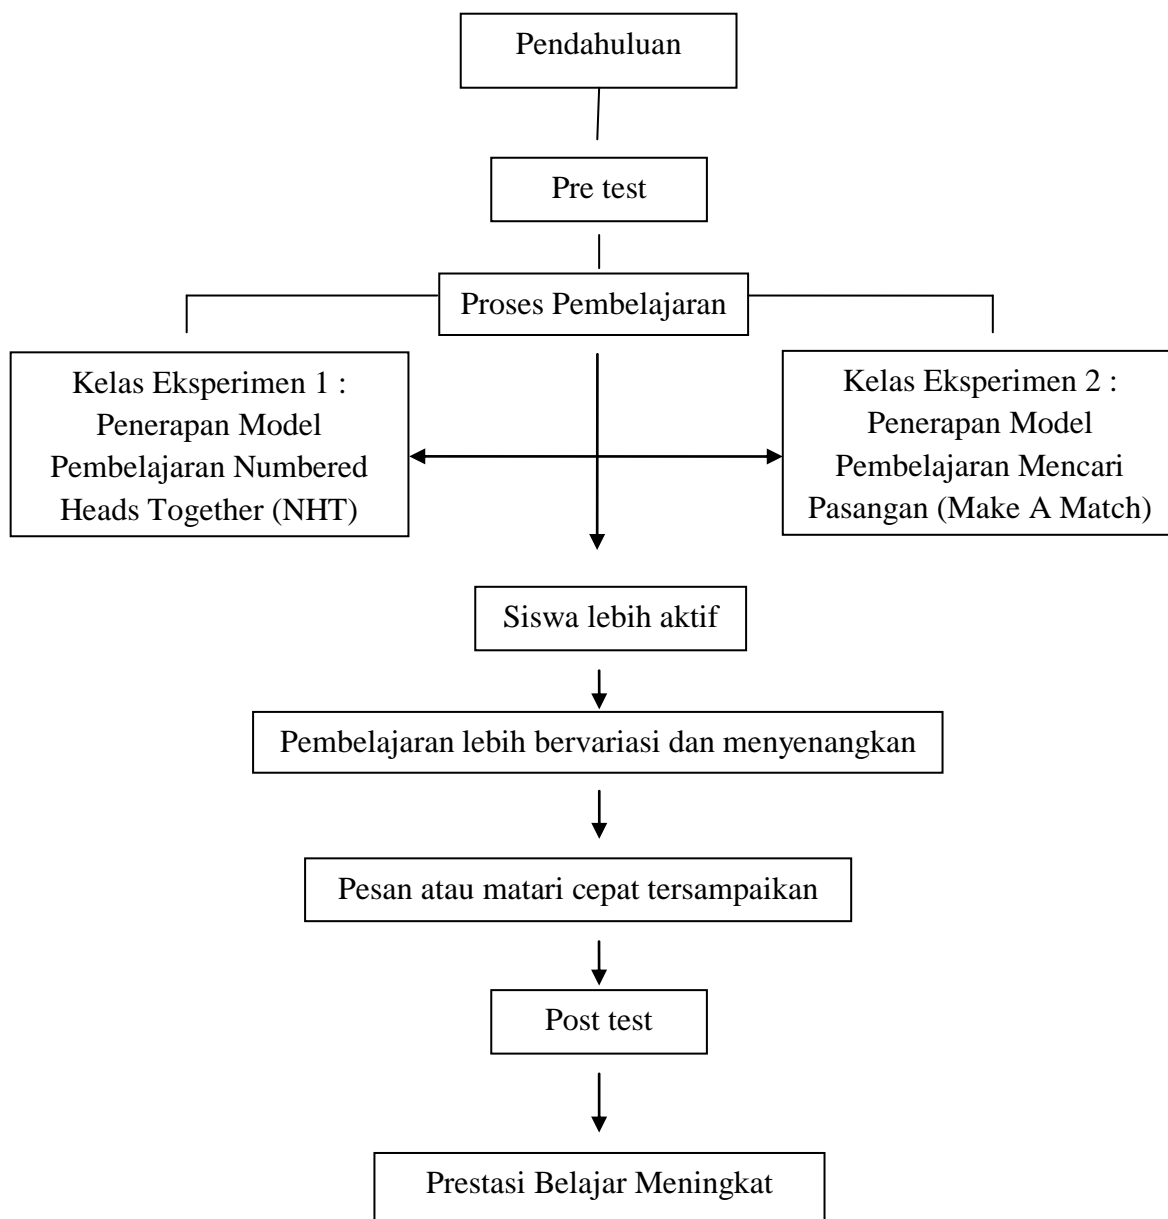 Pendahuluan
Pre test
Proses Pembelajaran
Kelas Eksperimen 1 :
Penerapan Model
Pembelajaran Numbered
Heads Together (NHT)
Kelas Eksperimen 2 :
Penerapan Model
Pembelajaran Mencari
Pasangan (Make A Match)
Siswa lebih aktif
Pembelajaran lebih bervariasi dan menyenangkan
Pesan atau matari cepat tersampaikan
Post test
Prestasi Belajar Meningkat